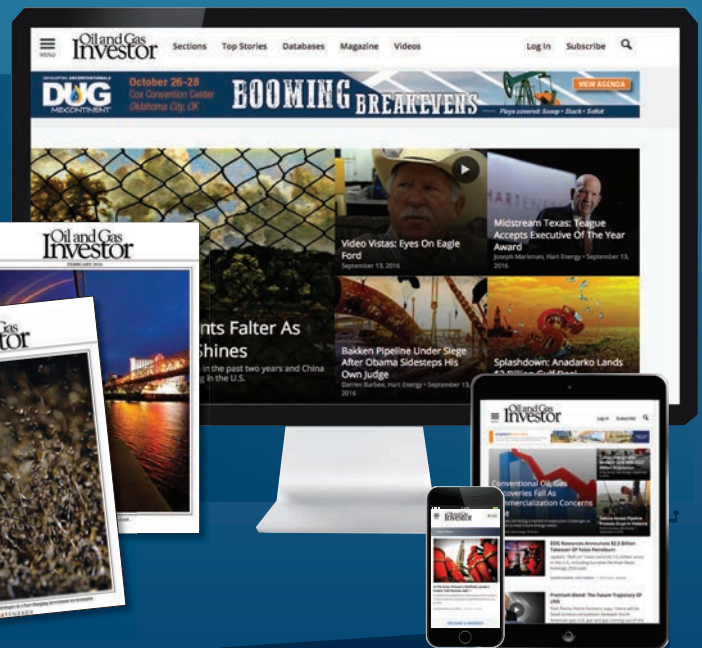 MENU
Oil and Gas
Investor
Sections
Top Stories
Databases
Magazine
Videos
Log In
Subscribe
DUG
MIDCONTINENT
October 26–28
Cox Convention Center
Oklahoma City, OK
BOOMING BREAKEVENS
VIEW AGENDA
Plays covered: Scoop • Stack •
nts Falter As
Shines
in the past two years and China
g in the U.S.
Video Vistas: Eyes On Eagle
Ford
September 13, 2016
Midstream Texas: Teague
Accepts Executive Of The Year
Award
Joseph Markman, Hart Energy • September 13,
2016
Bakken Pipeline Under Siege
After Obama Sidesteps His
Own Judge
Darren Barbee, Hart Energy • September 13,
2016
Splashdown: Anadarko Lands
Oil and Gas
Investor
Gas
tor
Oil and Gas
Investor
Log In
Subscribe
Conventional Oil, Gas
coveries Fall As
mmercialization Concerns
EOG Resources Announces $2.5 Billion
Takeover Of Yates Petroleum
Premium Blend: The Future Trajectory Of
LNG
Oil and Gas
Investor